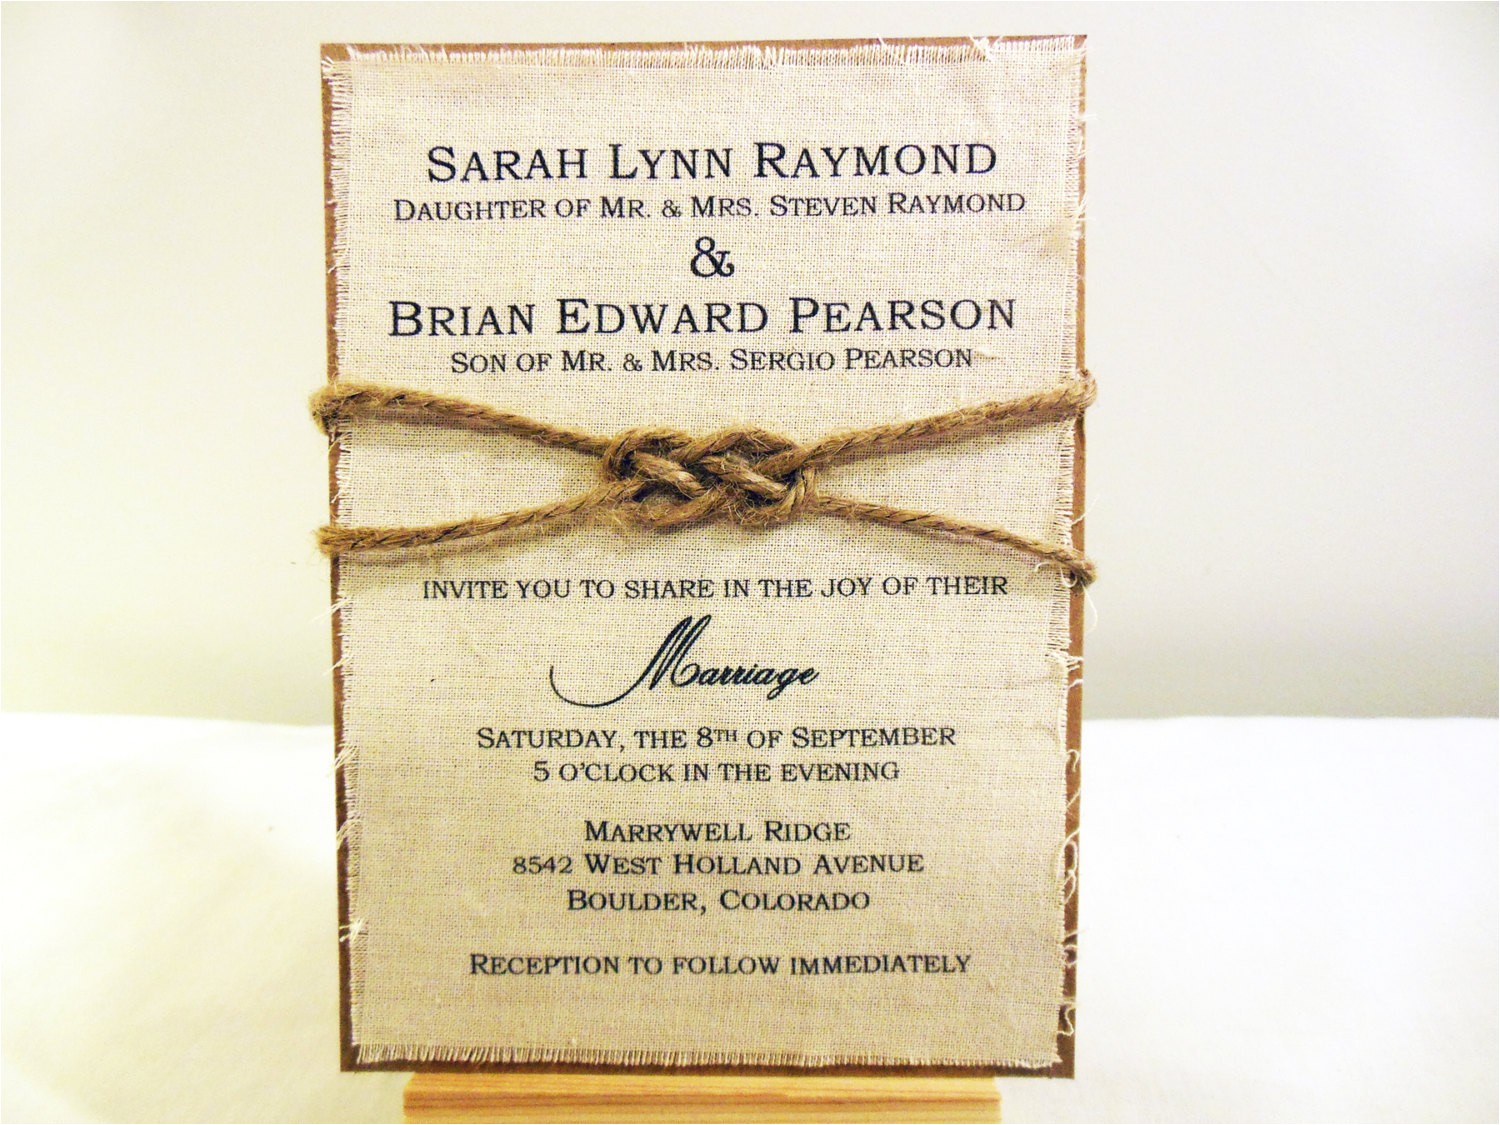 Sarah Lynn Raymond
Daughter of Mr. & Mrs. Steven Raymond
&
Brian Edward Pearson
Son of Mr. & Mrs. Sergio Pearson
invite you to share in the joy of their
Marriage
Saturday, the 8th of September
5 o'clock in the evening
Marrywell Ridge
8542 West Holland Avenue
Boulder, Colorado
Reception to follow immediately